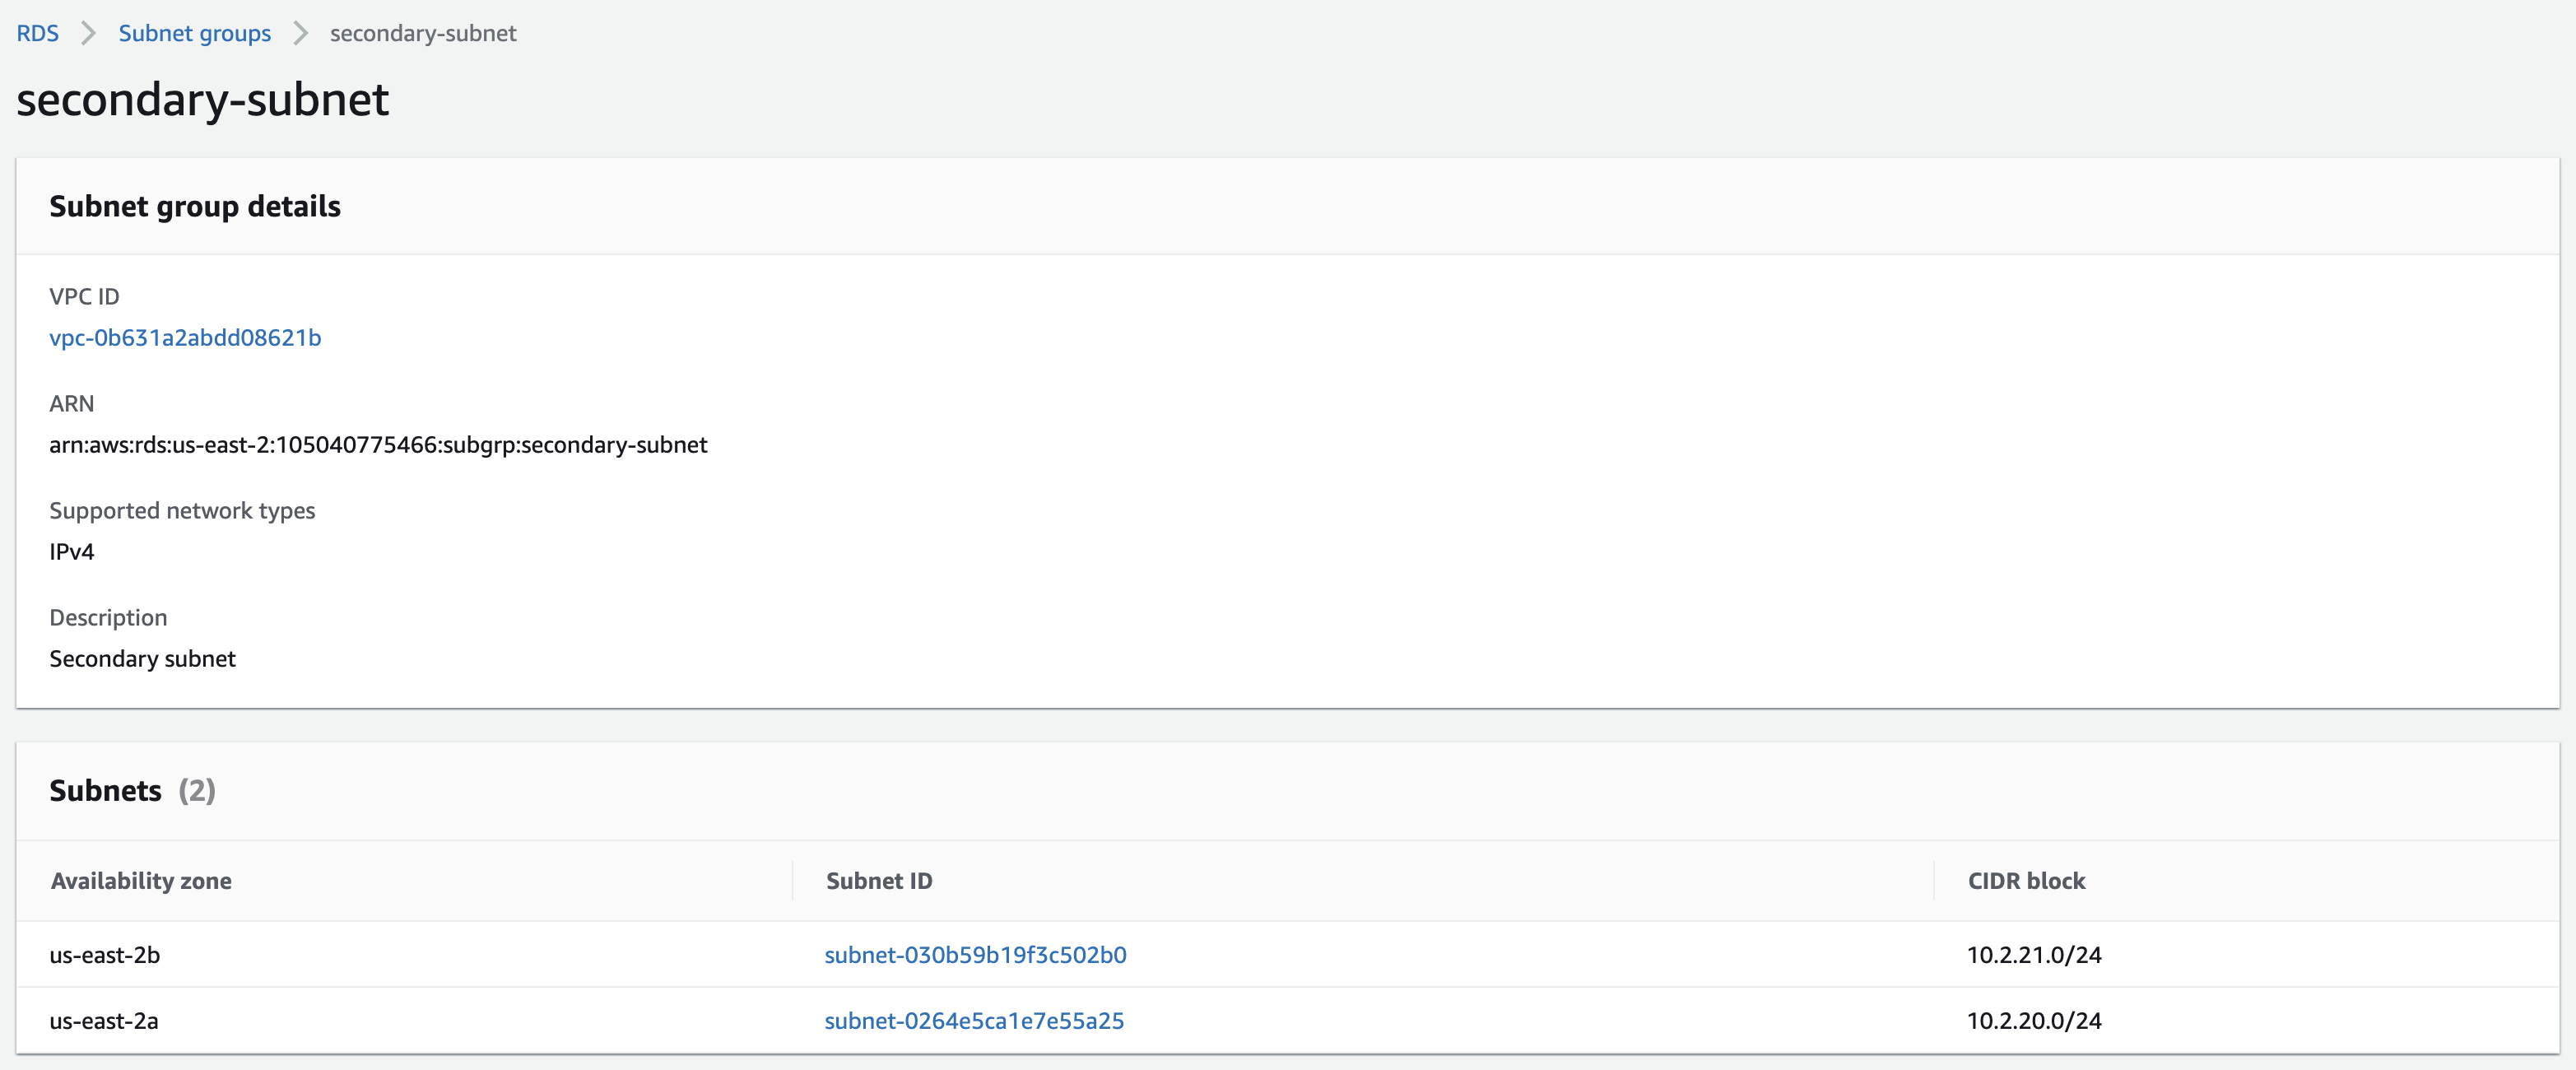 RDS > Subnet groups > secondary-subnet
secondary-subnet
Subnet group details
VPC ID
vpc-0b631a2abdd08621b
ARN
arn:aws:rds:us-east-2:105040775466:subgrp:secondary-subnet
Supported network types
IPv4
Description
Secondary subnet
Subnets (2)
Availability zone Subnet ID CIDR block
us-east-2b subnet-030b59b19f3c502b0 10.2.21.0/24
us-east-2a subnet-0264e5ca1e7e55a25 10.2.20.0/24